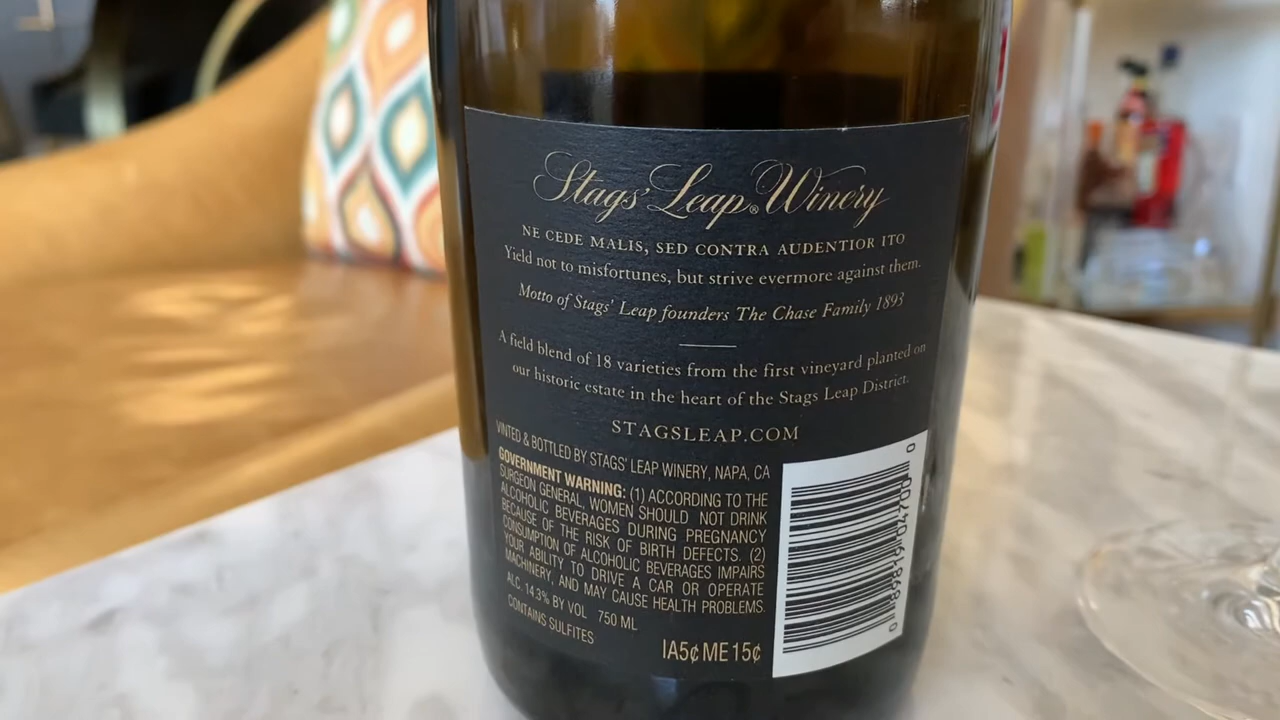 Stags' Leap® Winery
NE CEDE MALIS, SED CONTRA AUDENTIOR ITO
Yield not to misfortunes, but strive evermore against them.
Motto of Stags' Leap founders The Chase Family 1893
A field blend of 18 varieties from the first vineyard planted on
our historic estate in the heart of the Stags Leap District.
STAGSLEAP.COM
VINTED & BOTTLED BY STAGS' LEAP WINERY, NAPA, CA
GOVERNMENT WARNING: (1) ACCORDING TO THE
SURGEON GENERAL, WOMEN SHOULD NOT DRINK
ALCOHOLIC BEVERAGES DURING PREGNANCY
BECAUSE OF THE RISK OF BIRTH DEFECTS. (2)
CONSUMPTION OF ALCOHOLIC BEVERAGES IMPAIRS
YOUR ABILITY TO DRIVE A CAR OR OPERATE
MACHINERY, AND MAY CAUSE HEALTH PROBLEMS.
ALC. 14.3% BY VOL 750 ML
CONTAINS SULFITES
IA5¢ ME15¢
0 89819 04700 0